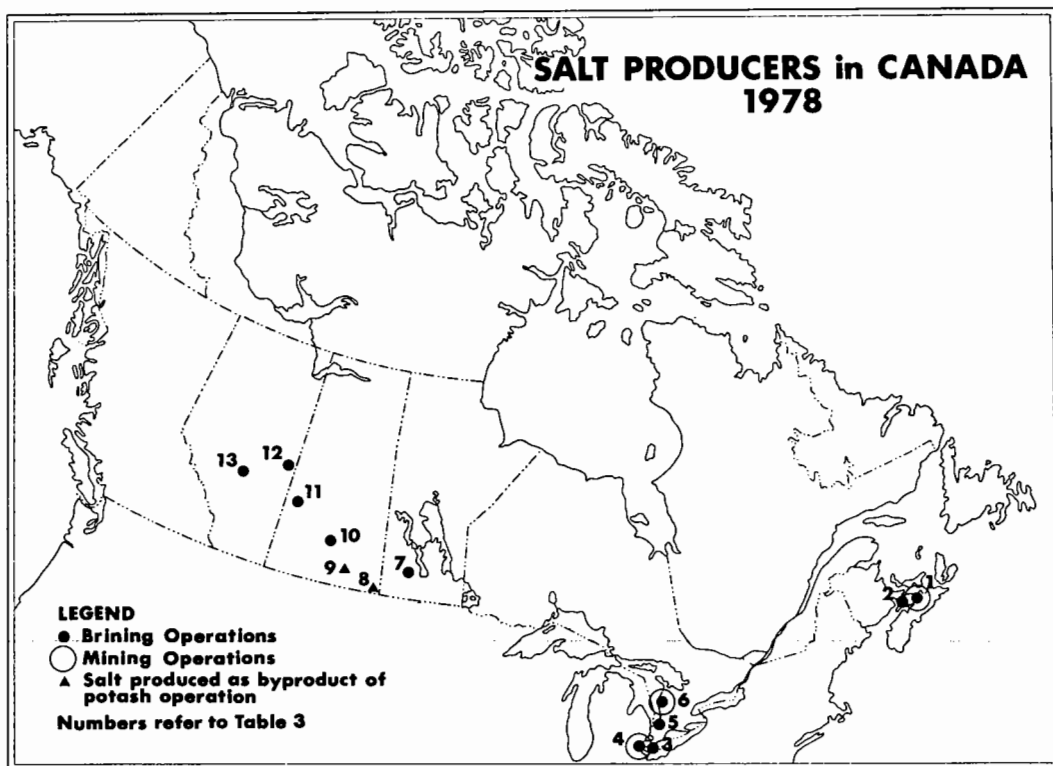 SALT PRODUCERS in CANADA
1978
13
12
11
10
9
8
7
2
1
6
5
4
3
LEGEND
Brining Operations
Mining Operations
Salt produced as byproduct of
potash operation
Numbers refer to Table 3